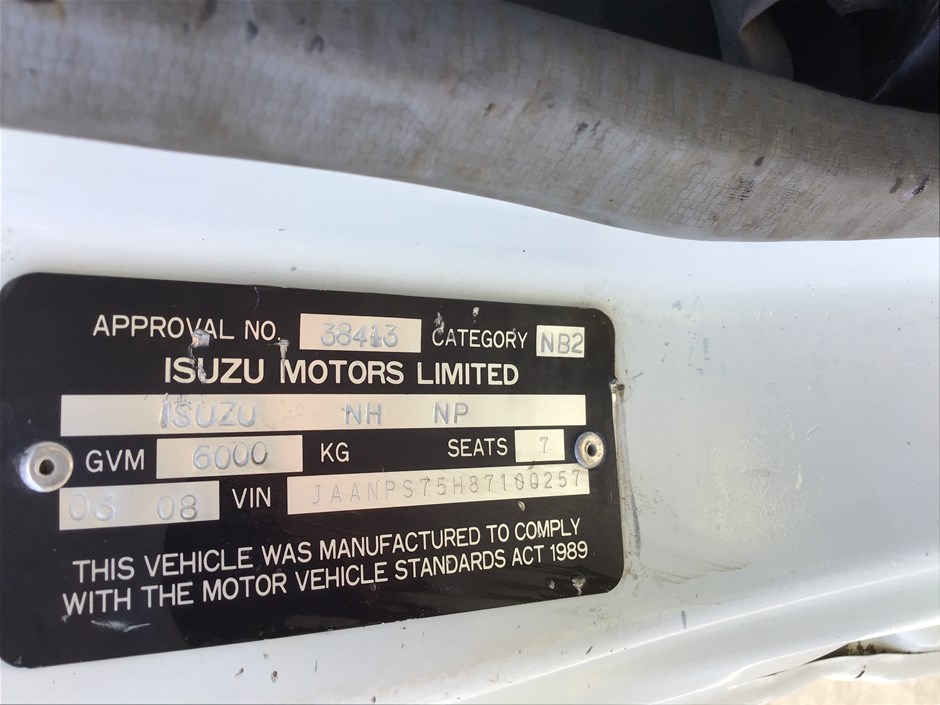 APPROVAL NO. 38413 CATEGORY NB2
ISUZU MOTORS LIMITED
ISUZU NH NP
GVM 6000 KG SEATS 7
03 08 VIN JAANPS75H87100257
THIS VEHICLE WAS MANUFACTURED TO COMPLY
WITH THE MOTOR VEHICLE STANDARDS ACT 1989